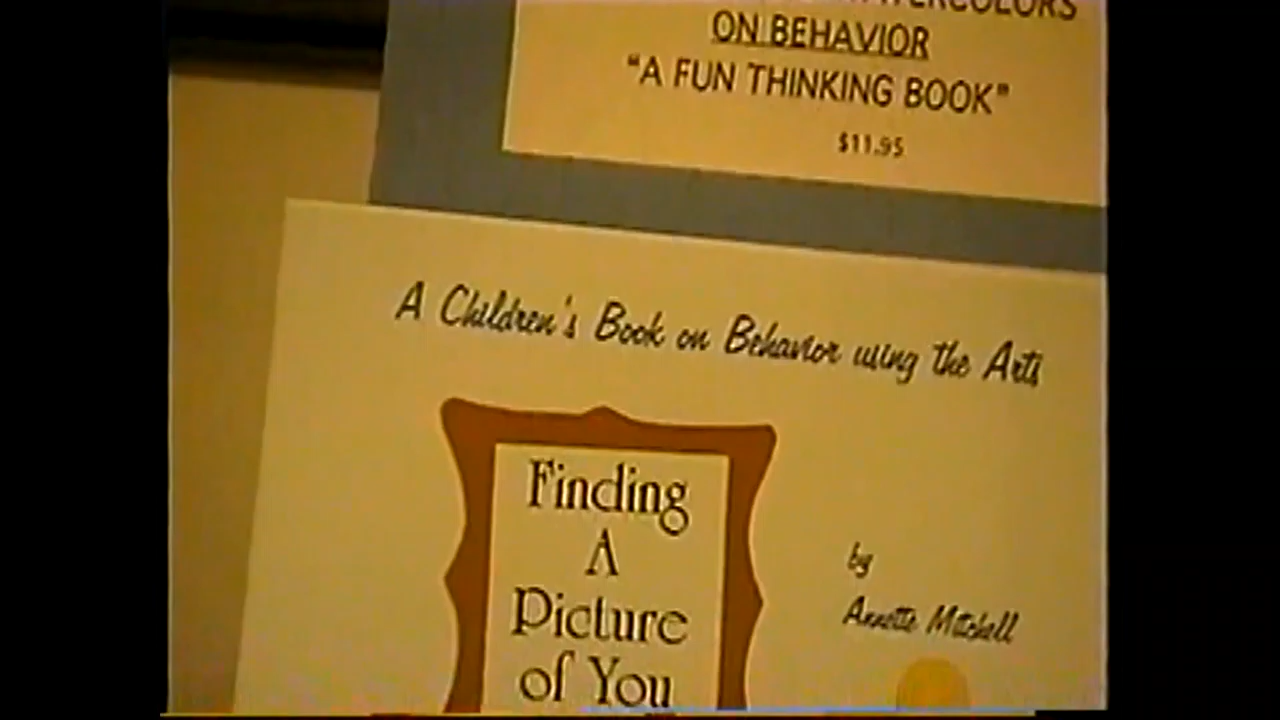 WATERCOLORS
ON BEHAVIOR
"A FUN THINKING BOOK"
$11.95
A Children's Book on Behavior using the Arts
Finding
A
Picture
of You
by
Annette Mitchell